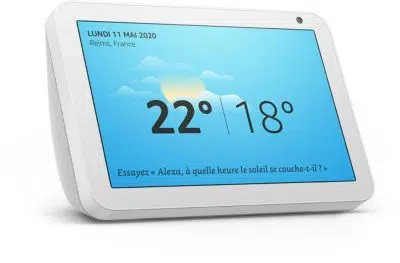 LUNDI 11 MAI 2020
Reims, France
22° 18°
Essayez « Alexa, à quelle heure le soleil se couche-t-il ? »